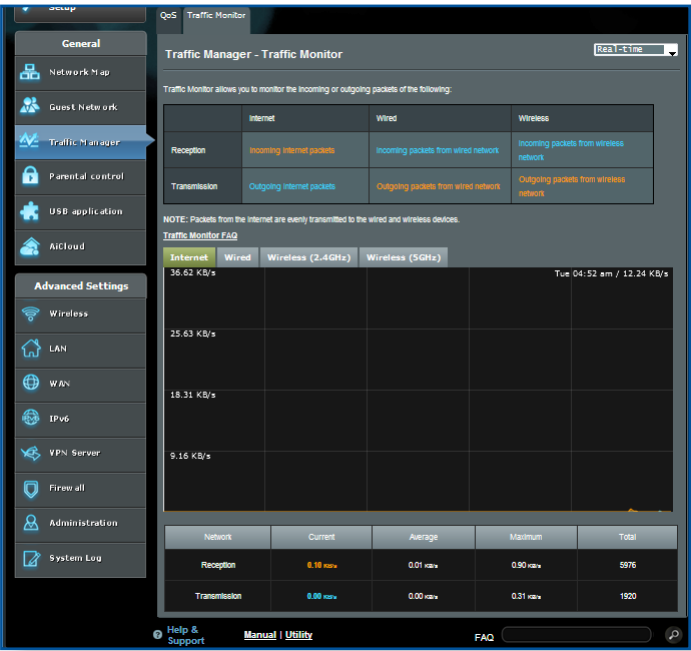 Setup
QoS Traffic Monitor
General
Network Map
Guest Network
Traffic Manager
Parental control
USB application
AiCloud
Advanced Settings
Wireless
LAN
WAN
IPv6
VPN Server
Firewall
Administration
System Log
Traffic Manager - Traffic Monitor
Real-time
Traffic Monitor allows you to monitor the incoming or outgoing packets of the following:
Internet Wired Wireless
Reception Incoming Internet packets Incoming packets from wired network Incoming packets from wireless
network
Transmission Outgoing Internet packets Outgoing packets from wired network Outgoing packets from wireless
network
NOTE: Packets from the Internet are evenly transmitted to the wired and wireless devices.
Traffic Monitor FAQ
Internet Wired Wireless (2.4GHz) Wireless (5GHz)
36.62 KB/s Tue 04:52 am / 12.24 KB/s
25.63 KB/s
18.31 KB/s
9.16 KB/s
Network Current Average Maximum Total
Reception 0.10 KB/s 0.01 KB/s 0.90 KB/s 5976
Transmission 0.00 KB/s 0.00 KB/s 0.31 KB/s 1920
Help &
Support
Manual | Utility FAQ